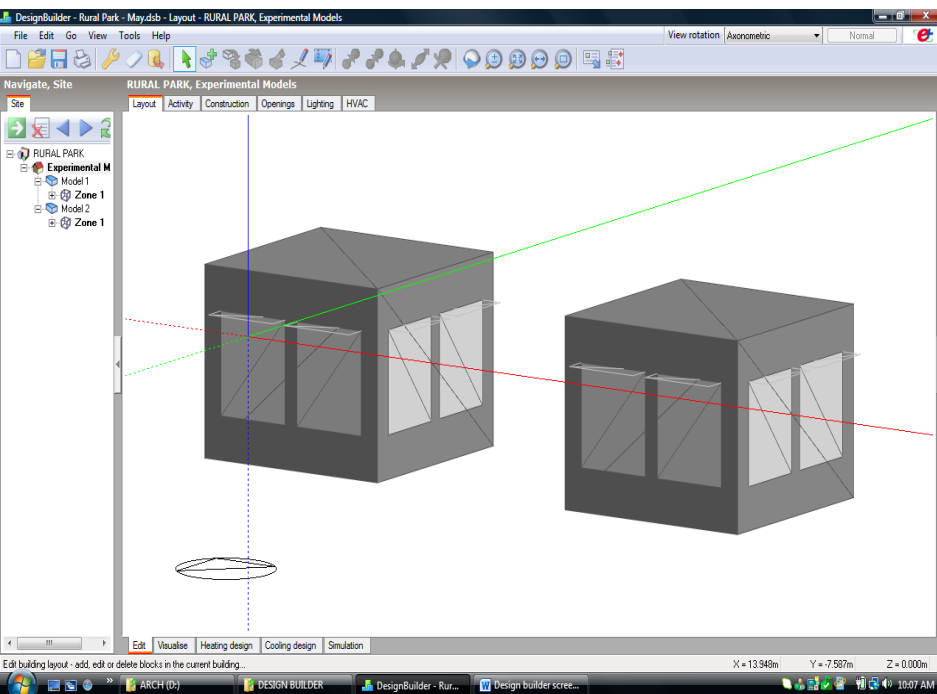 DesignBuilder - Rural Park - May.dsb - Layout - RURAL PARK, Experimental Models
File Edit Go View Tools Help
View rotation Axonometric Normal
Navigate, Site
RURAL PARK, Experimental Models
Site
Layout Activity Construction Openings Lighting HVAC
RURAL PARK
Experimental M
Model 1
Zone 1
Model 2
Zone 1
Edit Visualise Heating design Cooling design Simulation
Edit building layout - add, edit or delete blocks in the current building...
X = 13.948m Y = -7.587m Z = 0.000m
ARCH (D:) DESIGN BUILDER DesignBuilder - Rur... Design builder scree... 10:07 AM